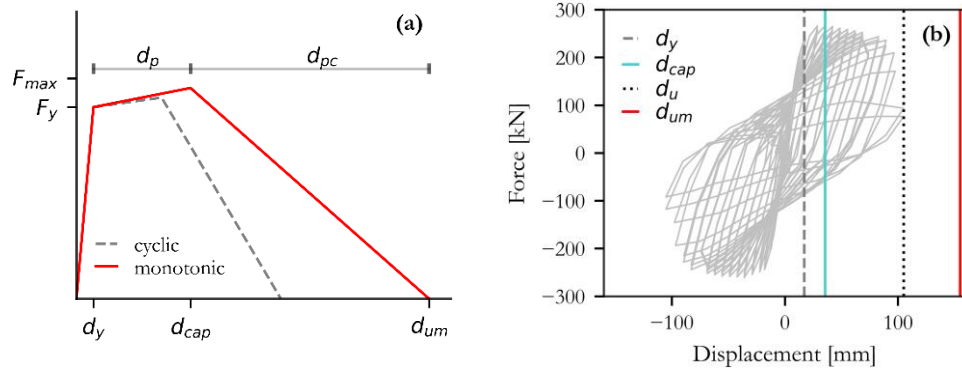 (a)
d_p
d_pc
F_max
F_y
cyclic
monotonic
d_y
d_cap
d_um
(b)
300
200
100
0
−100
−200
−300
Force [kN]
d_y
d_cap
d_u
d_um
−100
0
100
Displacement [mm]